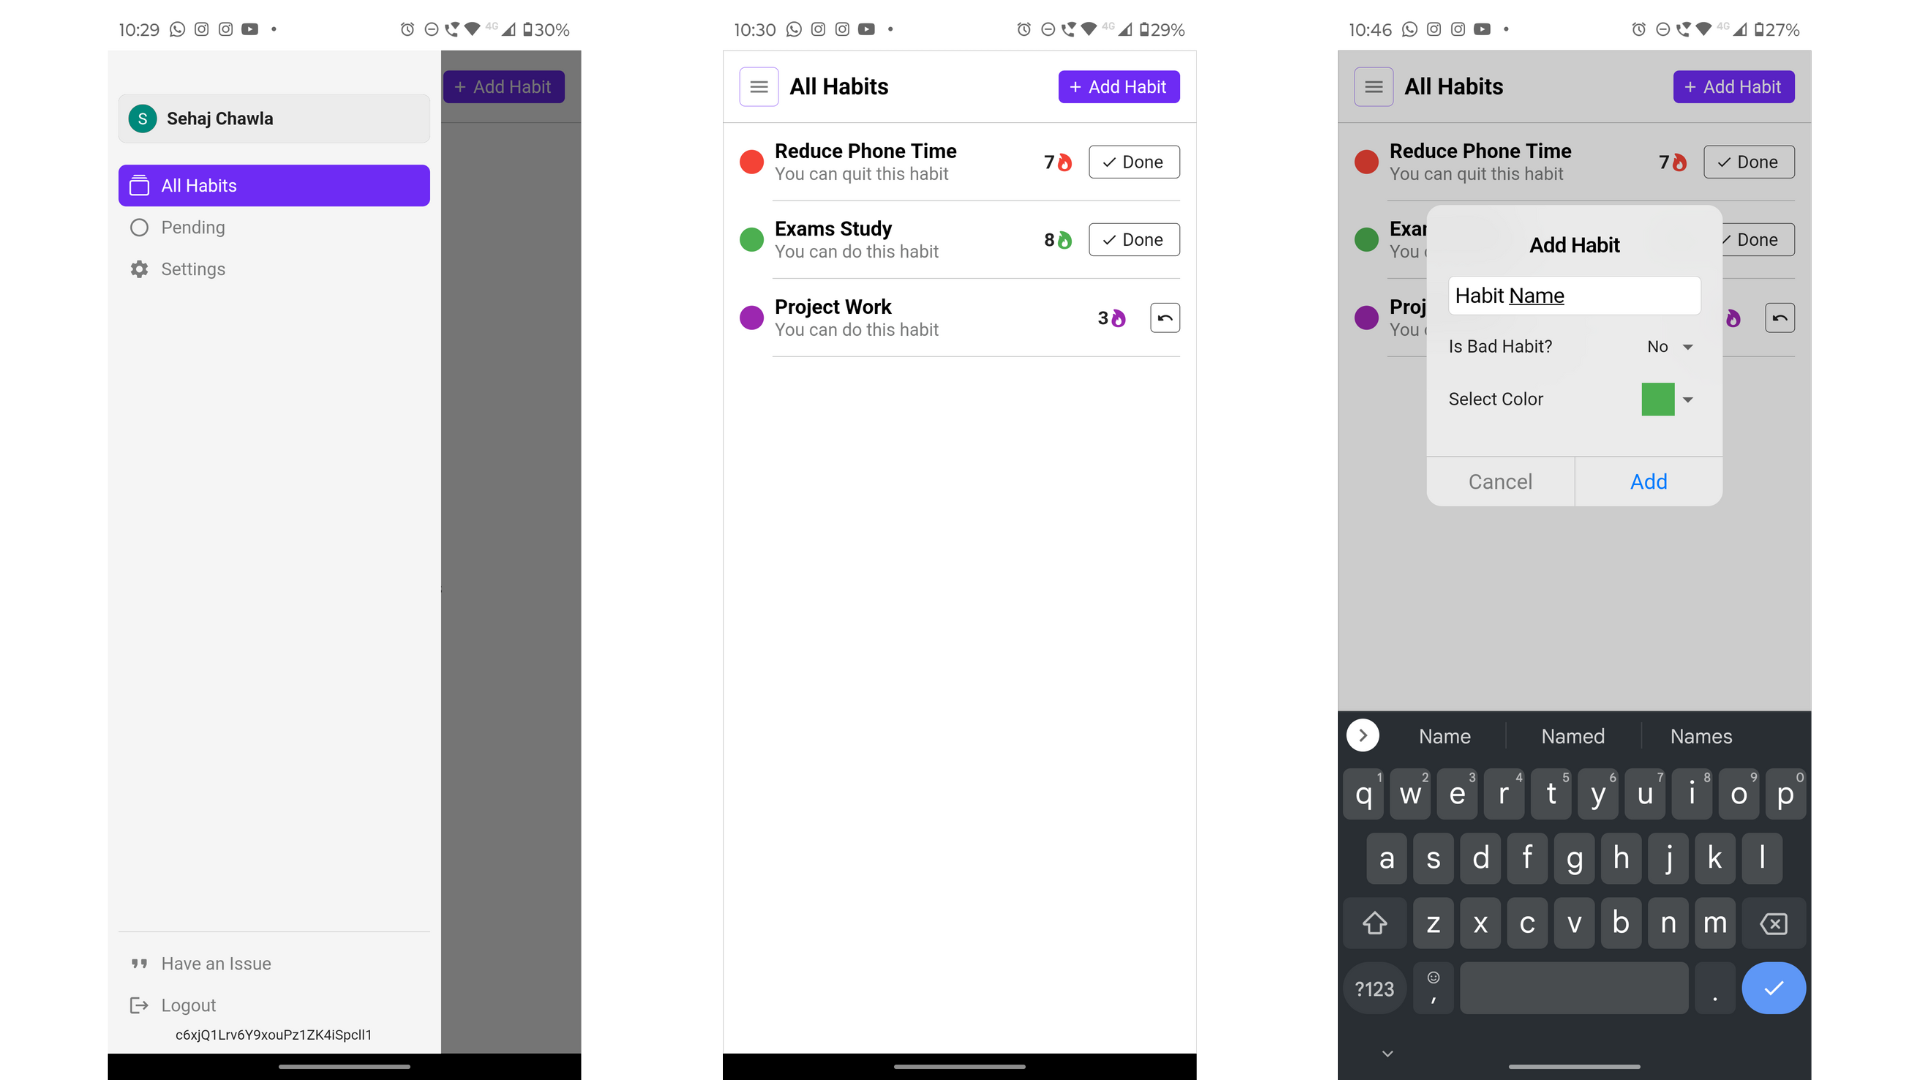 10:29
4G
30%
+ Add Habit
S
Sehaj Chawla
All Habits
Pending
Settings
Have an Issue
Logout
c6xjQ1Lrv6Y9xouPz1ZK4iSpcll1
10:30
4G
29%
All Habits
+ Add Habit
Reduce Phone Time
You can quit this habit
7
Done
Exams Study
You can do this habit
8
Done
Project Work
You can do this habit
3
10:46
4G
27%
All Habits
+ Add Habit
Reduce Phone Time
You can quit this habit
7
Done
Exa
You
Done
Proj
You
Add Habit
Habit Name
Is Bad Habit?
No
Select Color
Cancel
Add
Name
Named
Names
1 2 3 4 5 6 7 8 9 0
q w e r t y u i o p
a s d f g h j k l
z x c v b n m
?123 , .